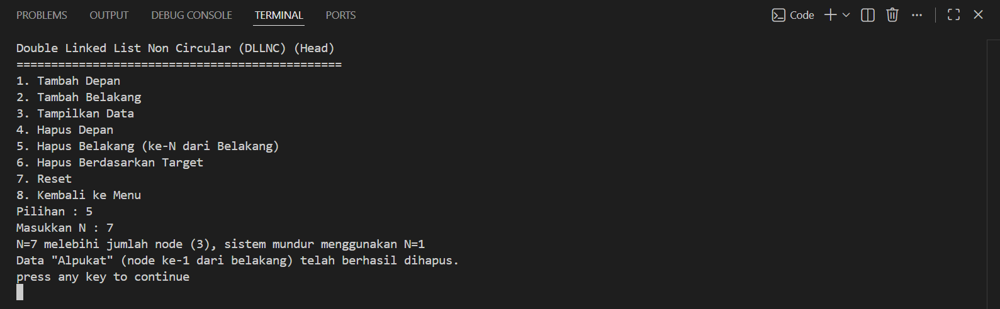 PROBLEMS OUTPUT DEBUG CONSOLE TERMINAL PORTS Code
Double Linked List Non Circular (DLLNC) (Head)
===============================================
1. Tambah Depan
2. Tambah Belakang
3. Tampilkan Data
4. Hapus Depan
5. Hapus Belakang (ke-N dari Belakang)
6. Hapus Berdasarkan Target
7. Reset
8. Kembali ke Menu
Pilihan : 5
Masukkan N : 7
N=7 melebihi jumlah node (3), sistem mundur menggunakan N=1
Data "Alpukat" (node ke-1 dari belakang) telah berhasil dihapus.
press any key to continue